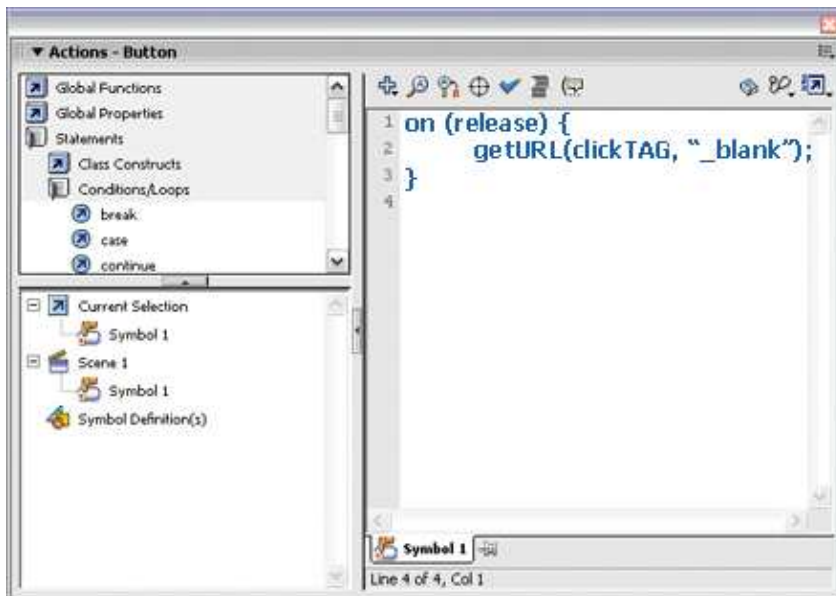 Actions - Button
Global Functions
Global Properties
Statements
Class Constructs
Conditions/Loops
break
case
continue
Current Selection
Symbol 1
Scene 1
Symbol 1
Symbol Definition(s)
1 on (release) {
2 getURL(clickTAG, “_blank”);
3 }
4
Symbol 1
Line 4 of 4, Col 1